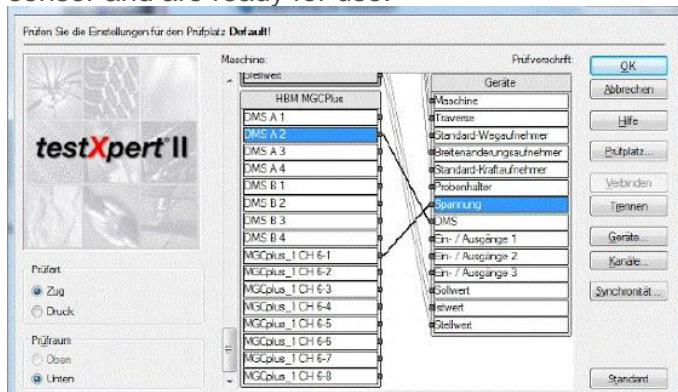 sensor and are ready for use.
Prüfen Sie die Einstellungen für den Prüfplatz Default!
Maschine:
Prüfvorschrift
Stellwert
HBM MGCPlus
DMS A 1
DMS A 2
DMS A 3
DMS A 4
DMS B 1
DMS B 2
DMS B 3
DMS B 4
MGCplus_1 CH 6-1
MGCplus_1 CH 6-2
MGCplus_1 CH 6-3
MGCplus_1 CH 6-4
MGCplus_1 CH 6-5
MGCplus_1 CH 6-6
MGCplus_1 CH 6-7
MGCplus_1 CH 6-8
Geräte
Maschine
Traverse
Standard-Wegaufnehmer
Breitenänderungsaufnehmer
Standard-Kraftaufnehmer
Probenhalter
Spannung
DMS
Ein- / Ausgänge 1
Ein- / Ausgänge 2
Ein- / Ausgänge 3
Sollwert
Istwert
Stellwert
testXpert II
Prüfart
Zug
Druck
Prüfraum
Oben
Unten
OK
Abbrechen
Hilfe
Prüfplatz...
Verbinden
Trennen
Geräte...
Kanäle...
Synchronität...
Standard